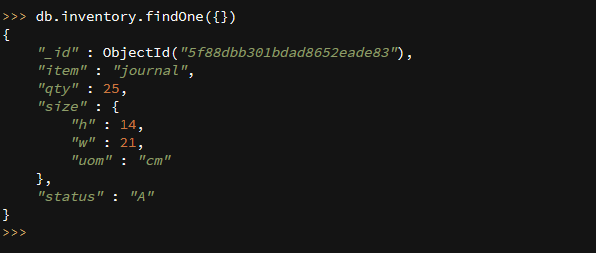 >>> db.inventory.findOne({})
{
    "_id" : ObjectId("5f88dbb301bdad8652eade83"),
    "item" : "journal",
    "qty" : 25,
    "size" : {
        "h" : 14,
        "w" : 21,
        "uom" : "cm"
    },
    "status" : "A"
}
>>>